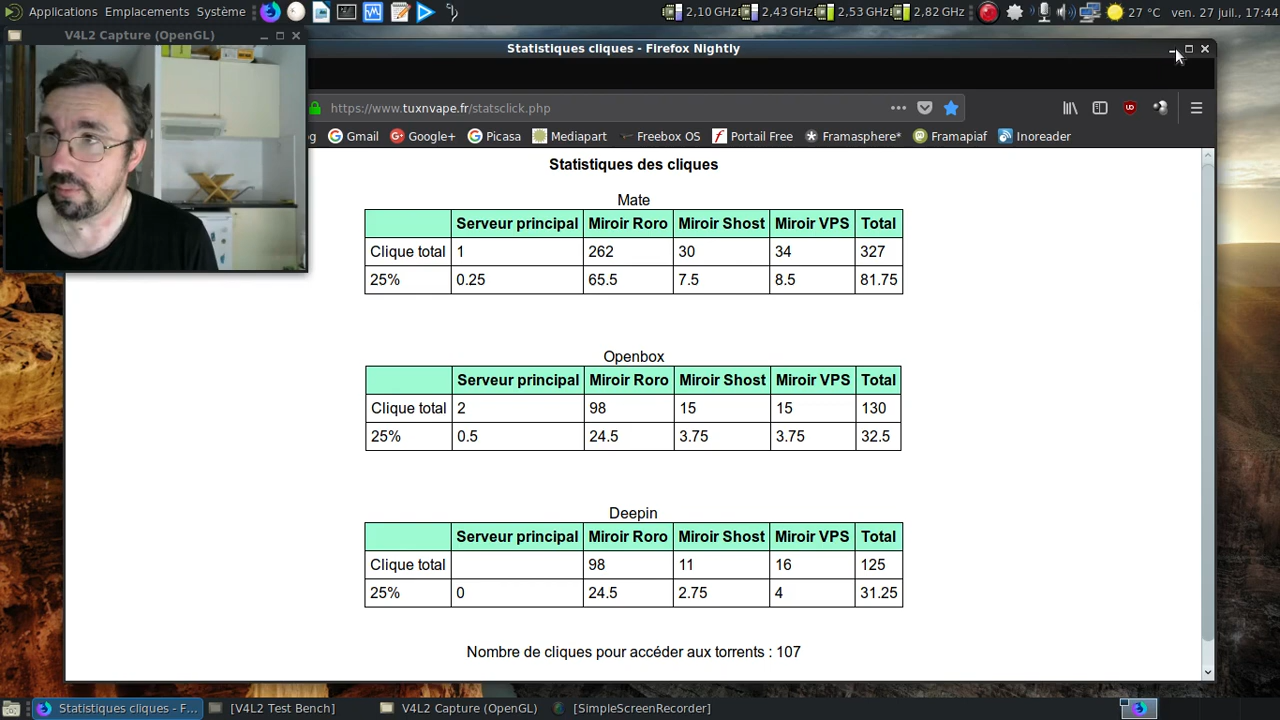 Applications Emplacements Système 2,10 GHz 2,43 GHz 2,53 GHz 2,82 GHz 27 °C ven. 27 juil., 17:44
V4L2 Capture (OpenGL)
Statistiques cliques - Firefox Nightly
https://www.tuxnvape.fr/statsclick.php
Gmail Google+ Picasa Mediapart Freebox OS Portail Free Framasphere* Framapiaf Inoreader
Statistiques des cliques
Mate
Serveur principal Miroir Roro Miroir Shost Miroir VPS Total
Clique total 1 262 30 34 327
25% 0.25 65.5 7.5 8.5 81.75
Openbox
Serveur principal Miroir Roro Miroir Shost Miroir VPS Total
Clique total 2 98 15 15 130
25% 0.5 24.5 3.75 3.75 32.5
Deepin
Serveur principal Miroir Roro Miroir Shost Miroir VPS Total
Clique total 98 11 16 125
25% 0 24.5 2.75 4 31.25
Nombre de cliques pour accéder aux torrents : 107
Statistiques cliques - F... [V4L2 Test Bench] V4L2 Capture (OpenGL) [SimpleScreenRecorder]